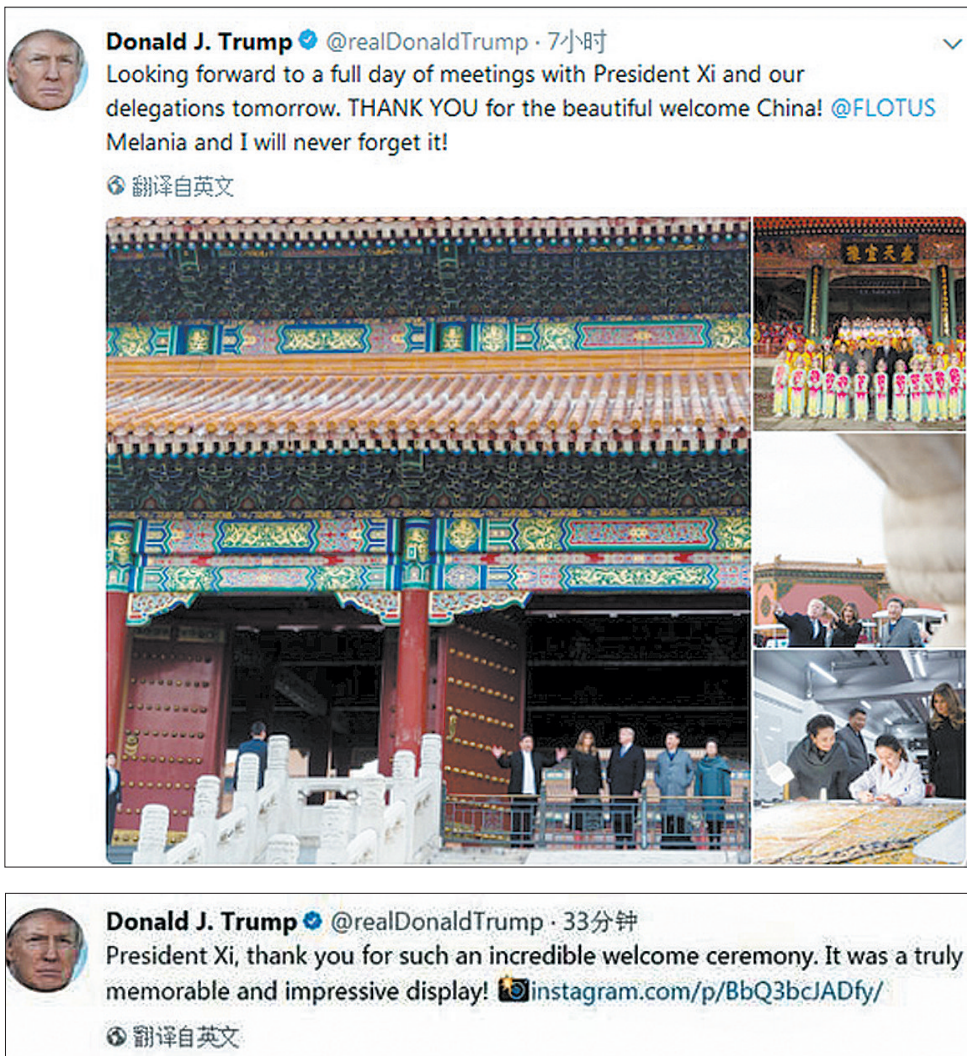 Donald J. Trump @realDonaldTrump · 7小时
Looking forward to a full day of meetings with President Xi and our
delegations tomorrow. THANK YOU for the beautiful welcome China! @FLOTUS
Melania and I will never forget it!
翻译自英文
Donald J. Trump @realDonaldTrump · 33分钟
President Xi, thank you for such an incredible welcome ceremony. It was a truly
memorable and impressive display! 📸instagram.com/p/BbQ3bcJADfy/
翻译自英文